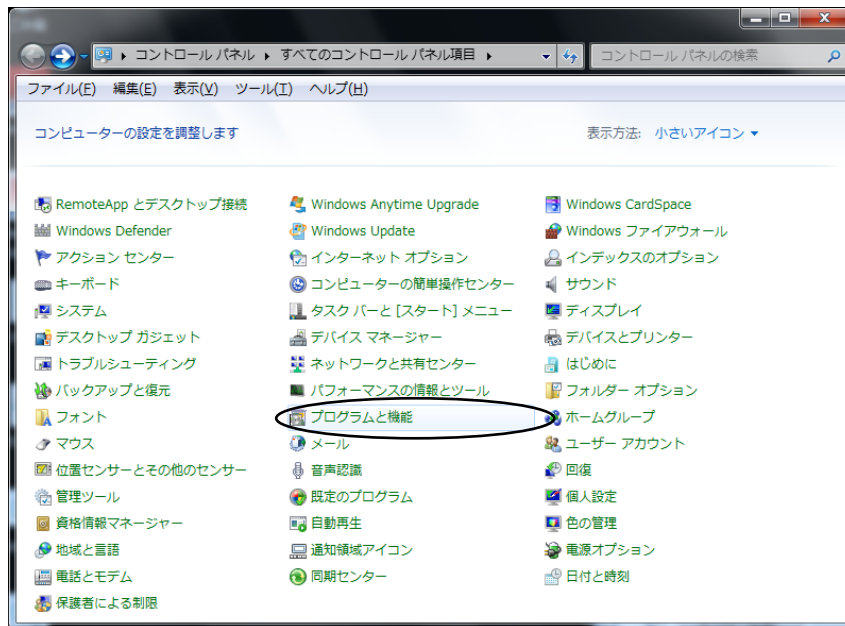 コントロール パネル ▸ すべてのコントロール パネル項目 ▸ コントロール パネルの検索
ファイル(F) 編集(E) 表示(V) ツール(T) ヘルプ(H)
コンピューターの設定を調整します 表示方法: 小さいアイコン
RemoteApp とデスクトップ接続 Windows Anytime Upgrade Windows CardSpace
Windows Defender Windows Update Windows ファイアウォール
アクション センター インターネット オプション インデックスのオプション
キーボード コンピューターの簡単操作センター サウンド
システム タスク バーと [スタート] メニュー ディスプレイ
デスクトップ ガジェット デバイス マネージャー デバイスとプリンター
トラブルシューティング ネットワークと共有センター はじめに
バックアップと復元 パフォーマンスの情報とツール フォルダー オプション
フォント プログラムと機能 ホームグループ
マウス メール ユーザー アカウント
位置センサーとその他のセンサー 音声認識 回復
管理ツール 既定のプログラム 個人設定
資格情報マネージャー 自動再生 色の管理
地域と言語 通知領域アイコン 電源オプション
電話とモデム 同期センター 日付と時刻
保護者による制限